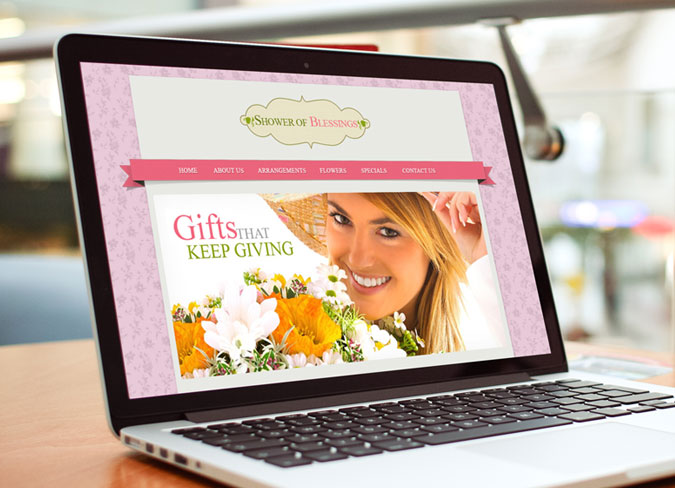 SHOWER OF BLESSINGS
HOME ABOUT US ARRANGEMENTS FLOWERS SPECIALS CONTACT US
Gifts THAT
KEEP GIVING